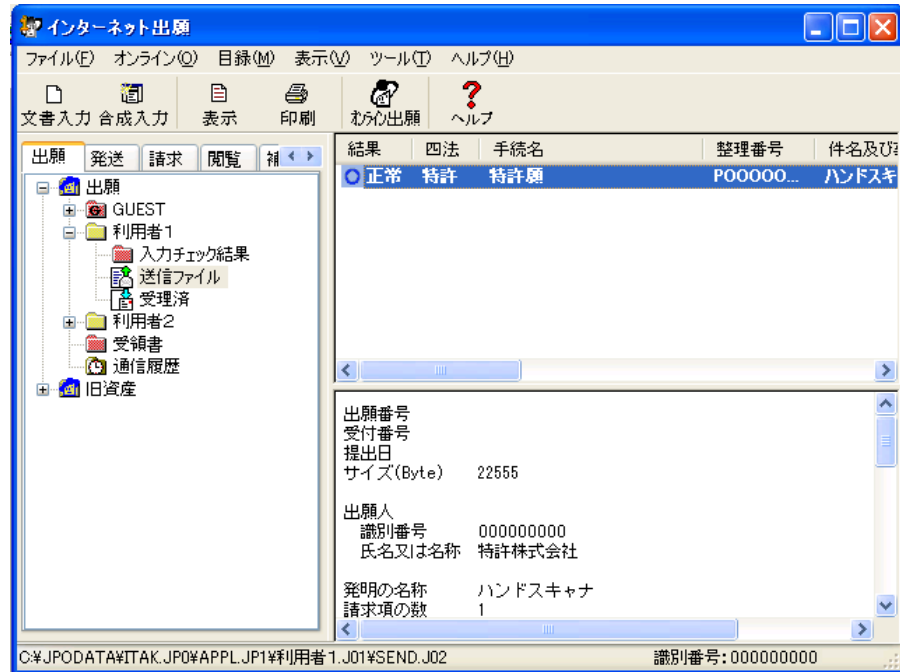 インターネット出願
ファイル(F) オンライン(O) 目録(M) 表示(V) ツール(T) ヘルプ(H)
文書入力 合成入力 表示 印刷 オンライン出願 ヘルプ
出願 発送 請求 閲覧 補
結果 四法 手続名 整理番号 件名及び
正常 特許 特許願 P00000... ハンドスキ
出願
GUEST
利用者1
入力チェック結果
送信ファイル
受理済
利用者2
受領書
通信履歴
旧資産
出願番号
受付番号
提出日
サイズ(Byte) 22555
出願人
識別番号 000000000
氏名又は名称 特許株式会社
発明の名称 ハンドスキャナ
請求項の数 1
C:¥JPODATA¥ITAK.JP0¥APPL.JP1¥利用者1.J01¥SEND.J02 識別番号:000000000